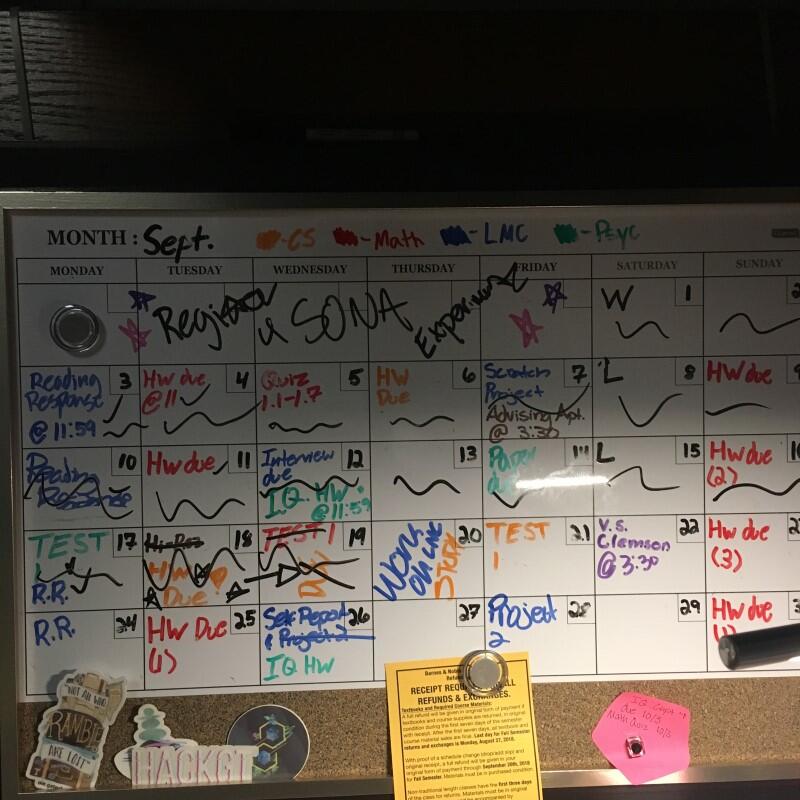 MONTH : Sept.
-CS -Math -LMC -Psyc
MONDAY TUESDAY WEDNESDAY THURSDAY FRIDAY SATURDAY SUNDAY
Register 4 SONA Experiment
W 1
2
Reading Response @ 11:59 3
HW due @ 11 4
Quiz 1.1-1.7 5
HW Due 6
Scratch Project 7
Advising Apt. @ 3:30
L 8
HW due 9
Reading Response 10
HW due 11
Interview due 12
IQ HW @ 11:59
13
Paper due 14
L 15
HW due (2) 16
TEST 1 17
R.R.
18
HW Due
TEST 1 19
DUE
Work on LMC 20
STUDY
TEST 1 21
V.S. Clemson @ 3:30 22
HW due (3) 23
R.R. 24
HW Due (1) 25
Self Report & Project 2 26
IQ HW
27
Project 2 28
29
HW due
"NOT ALL WHO
RAMBL
ARE LOST"
HACKGT
Barnes & Noble
RECEIPT REQUIRED
REFUNDS & EXCHANGES.
Textbooks and Required Course Materials:
A full refund will be given in original form of payment if
textbooks and course supplies are returned, in original
condition during the first seven days of the semester
with receipt. After the first seven days, all textbook and
course material sales are final. Last day for Fall Semester
returns and exchanges is Monday, August 27, 2018.
With proof of a schedule change (drop/add slip) and
original receipt, a full refund will be given in your
original form of payment through September 20th, 2018
for Fall Semester. Materials must be in purchased condition.
Non-traditional length classes have the first three days
of the class for returns. Materials must be in original
Due 10/5
Math Quiz 10/3